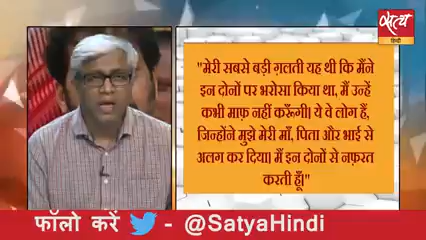 सत्य
हिन्दी
"मेरी सबसे बड़ी ग़लती यह थी कि मैंने
इन दोनों पर भरोसा किया था, मैं उन्हें
कभी माफ़ नहीं करूँगी। ये वे लोग हैं,
जिन्होंने मुझे मेरी माँ, पिता और भाई से
अलग कर दिया। मैं इन दोनों से नफ़रत
करती हूँ।"
फॉलो करें - @SatyaHindi